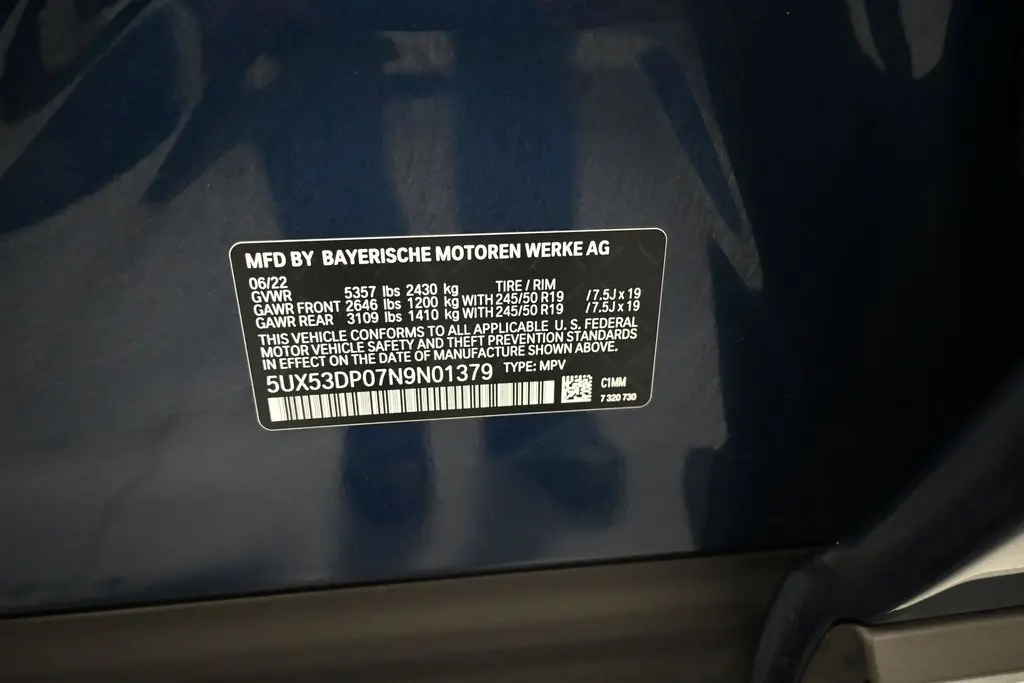 MFD BY BAYERISCHE MOTOREN WERKE AG
06/22 TIRE / RIM
GVWR 5357 lbs 2430 kg
GAWR FRONT 2646 lbs 1200 kg WITH 245/50 R19 /7.5J x 19
GAWR REAR 3109 lbs 1410 kg WITH 245/50 R19 /7.5J x 19
THIS VEHICLE CONFORMS TO ALL APPLICABLE U. S. FEDERAL
MOTOR VEHICLE SAFETY AND THEFT PREVENTION STANDARDS
IN EFFECT ON THE DATE OF MANUFACTURE SHOWN ABOVE.
5UX53DP07N9N01379 TYPE: MPV
C1MM
7 320 730